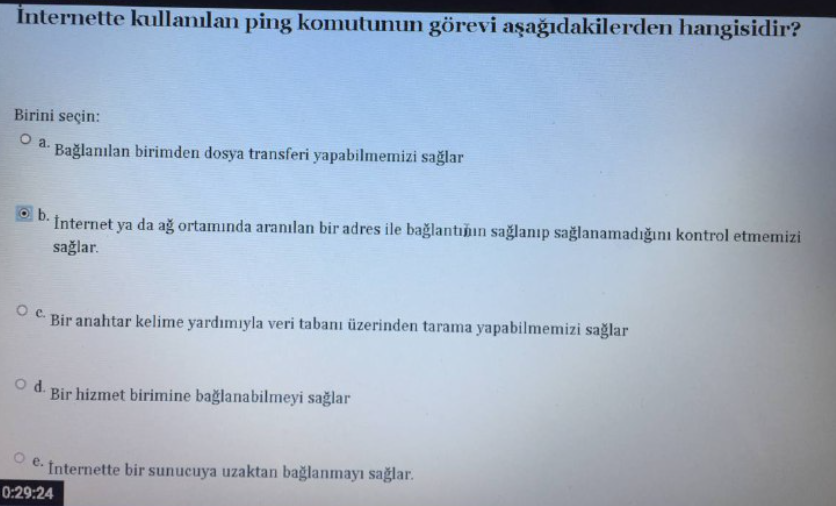 İnternette kullanılan ping komutunun görevi aşağıdakilerden hangisidir?
Birini seçin:
a. Bağlanılan birimden dosya transferi yapabilmemizi sağlar
b. İnternet ya da ağ ortamında aranılan bir adres ile bağlantının sağlanıp sağlanamadığını kontrol etmemizi
sağlar.
c. Bir anahtar kelime yardımıyla veri tabanı üzerinden tarama yapabilmemizi sağlar
d. Bir hizmet birimine bağlanabilmeyi sağlar
e. İnternette bir sunucuya uzaktan bağlanmayı sağlar.
0:29:24